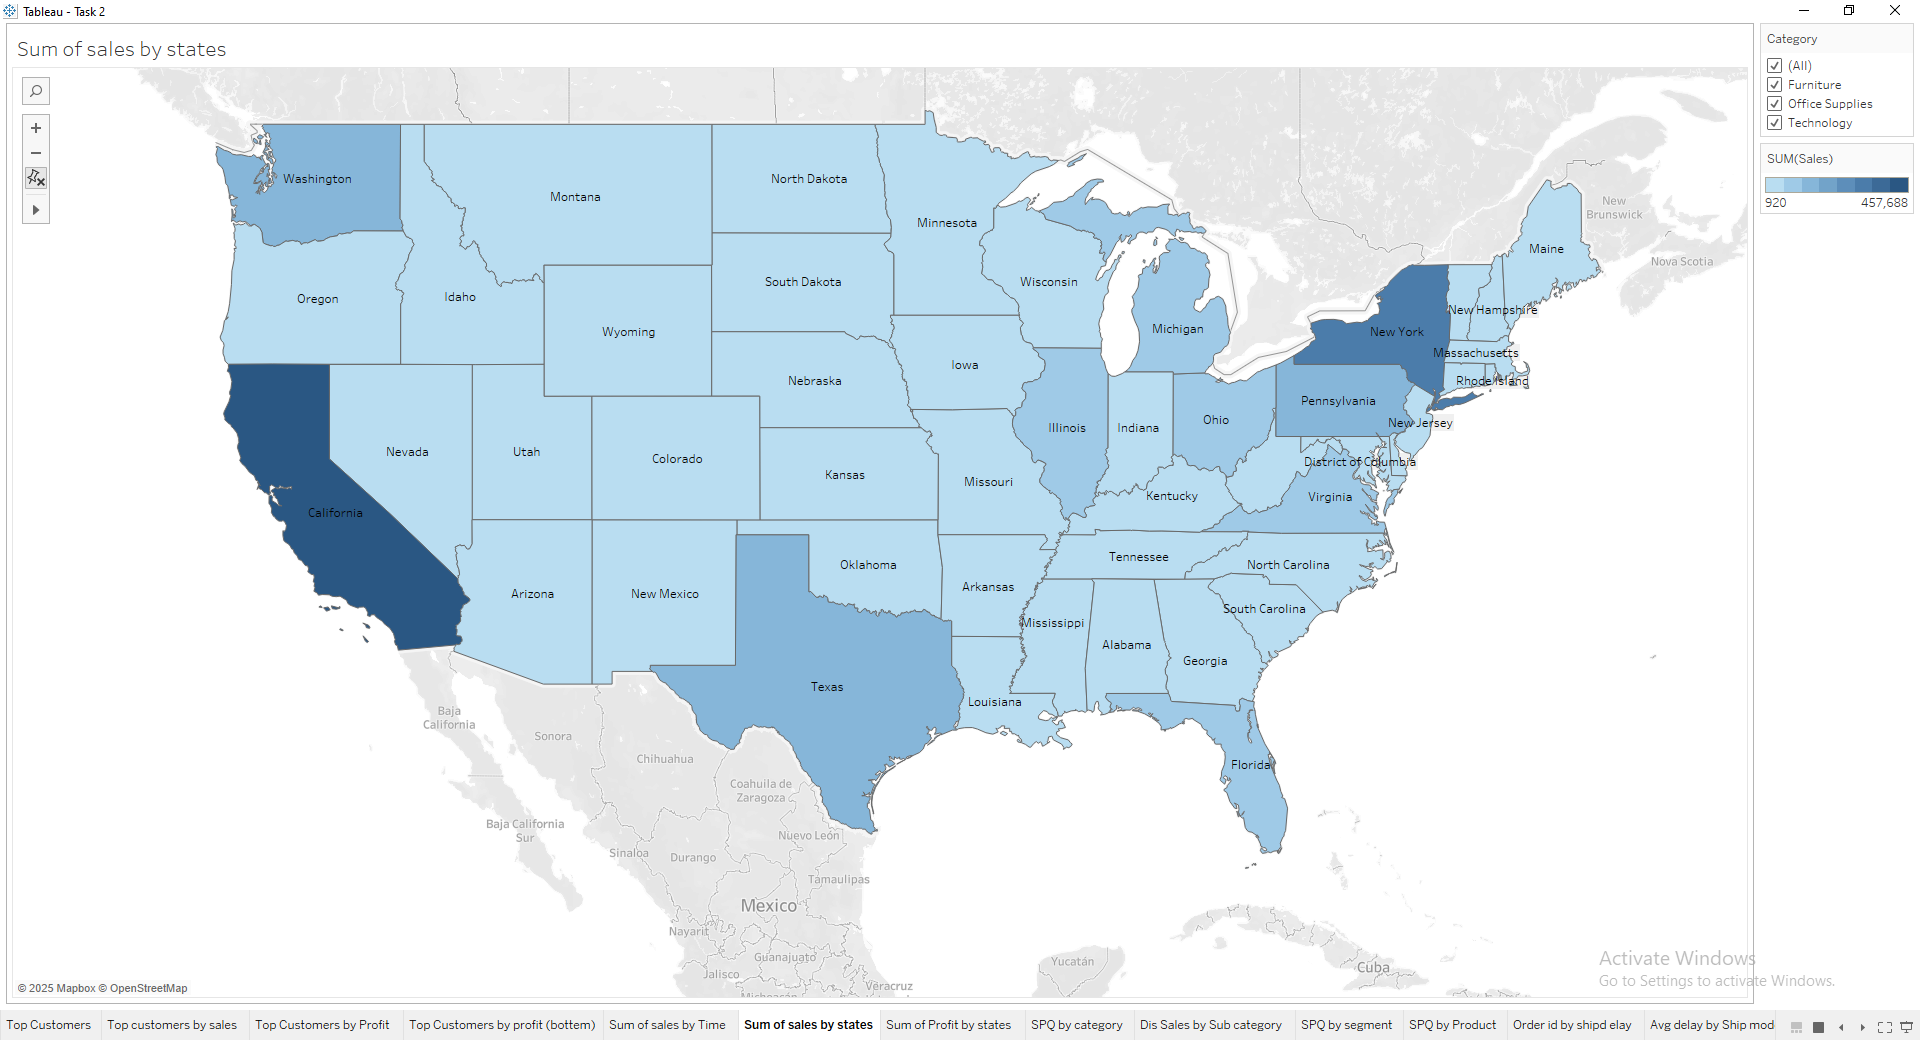 Tableau - Task 2
Sum of sales by states
Category
(All)
Furniture
Office Supplies
Technology
SUM(Sales)
920
457,688
Washington
Montana
North Dakota
Minnesota
Maine
New Brunswick
Nova Scotia
Oregon
Idaho
South Dakota
Wisconsin
Michigan
New York
New Hampshire
Wyoming
Massachusetts
Iowa
Nebraska
Rhode Island
Pennsylvania
New Jersey
Illinois
Indiana
Ohio
Nevada
Utah
Colorado
Kansas
Missouri
District of Columbia
Kentucky
Virginia
California
Tennessee
North Carolina
Oklahoma
Arkansas
Arizona
New Mexico
South Carolina
Mississippi
Alabama
Georgia
Texas
Louisiana
Florida
Baja
California
Sonora
Chihuahua
Coahuila de
Zaragoza
Baja California
Sur
Nuevo León
Sinaloa
Durango
Tamaulipas
Mexico
Nayarit
Guanajuato
Jalisco
Michoacán
Veracruz
Yucatán
Cuba
© 2025 Mapbox © OpenStreetMap
Activate Windows
Go to Settings to activate Windows.
Top Customers
Top customers by sales
Top Customers by Profit
Top Customers by profit (bottem)
Sum of sales by Time
Sum of sales by states
Sum of Profit by states
SPQ by category
Dis Sales by Sub category
SPQ by segment
SPQ by Product
Order id by shipd elay
Avg delay by Ship mod